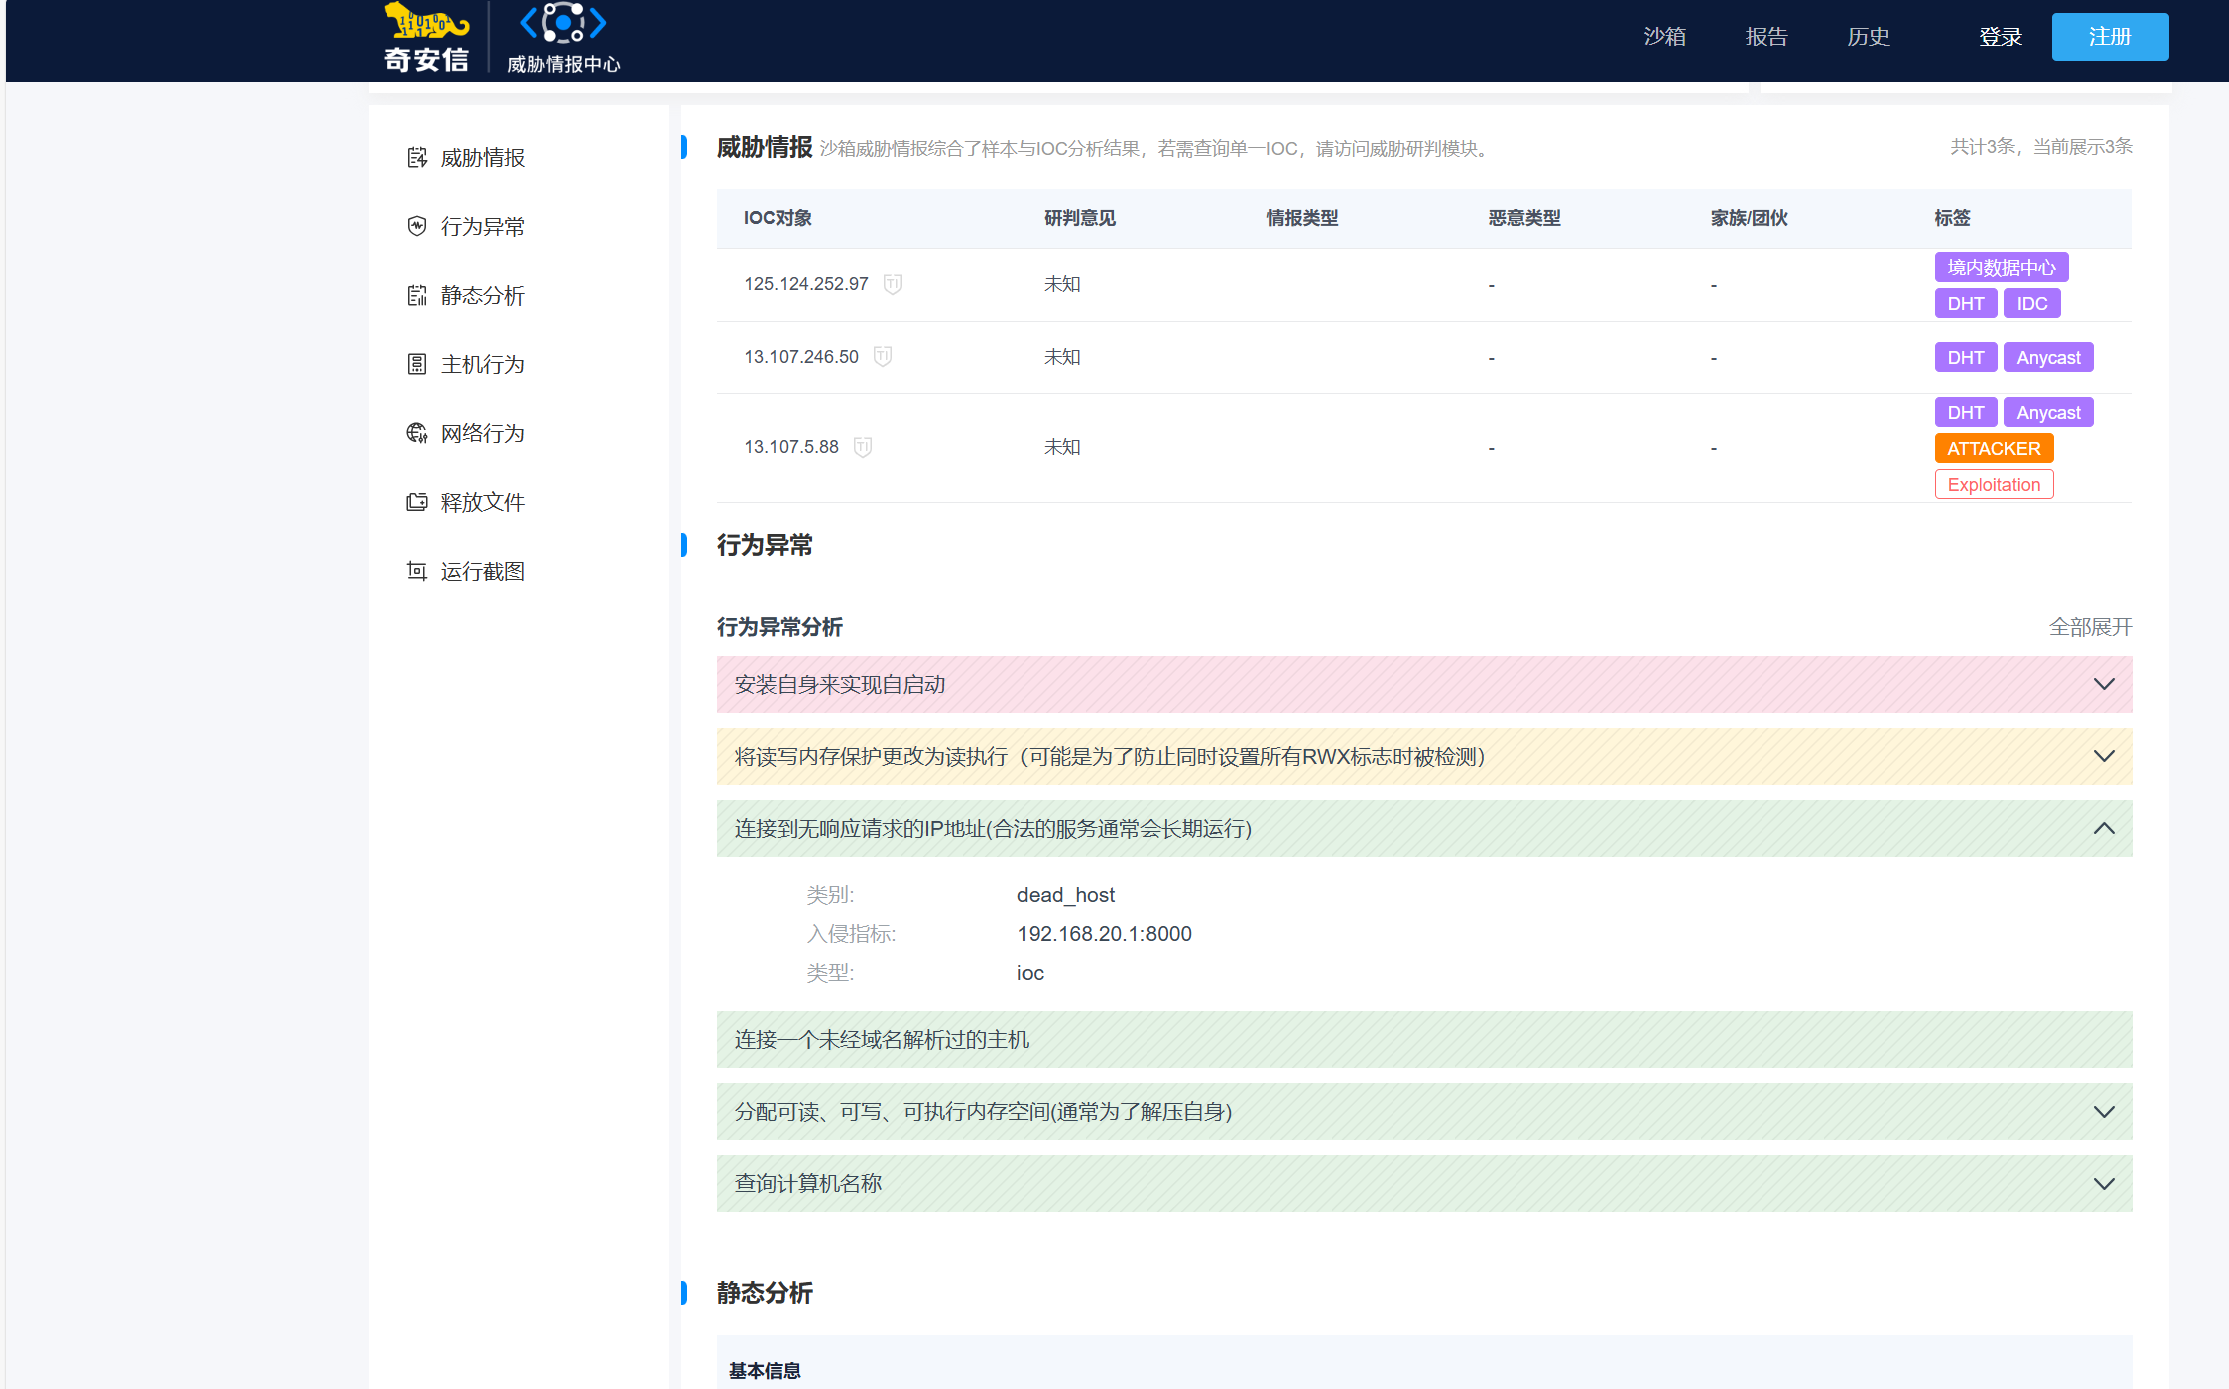 奇安信
威胁情报中心
沙箱 报告 历史 登录 注册
威胁情报
行为异常
静态分析
主机行为
网络行为
释放文件
运行截图
威胁情报 沙箱威胁情报综合了样本与IOC分析结果，若需查询单一IOC，请访问威胁研判模块。 共计3条，当前展示3条
IOC对象 研判意见 情报类型 恶意类型 家族/团伙 标签
125.124.252.97 TI 未知 - - 境内数据中心
DHT IDC
13.107.246.50 TI 未知 - - DHT Anycast
13.107.5.88 TI 未知 - - DHT Anycast
ATTACKER
Exploitation
行为异常
行为异常分析 全部展开
安装自身来实现自启动
将读写内存保护更改为读执行（可能是为了防止同时设置所有RWX标志时被检测）
连接到无响应请求的IP地址(合法的服务通常会长期运行)
类别: dead_host
入侵指标: 192.168.20.1:8000
类型: ioc
连接一个未经域名解析过的主机
分配可读、可写、可执行内存空间(通常为了解压自身)
查询计算机名称
静态分析
基本信息